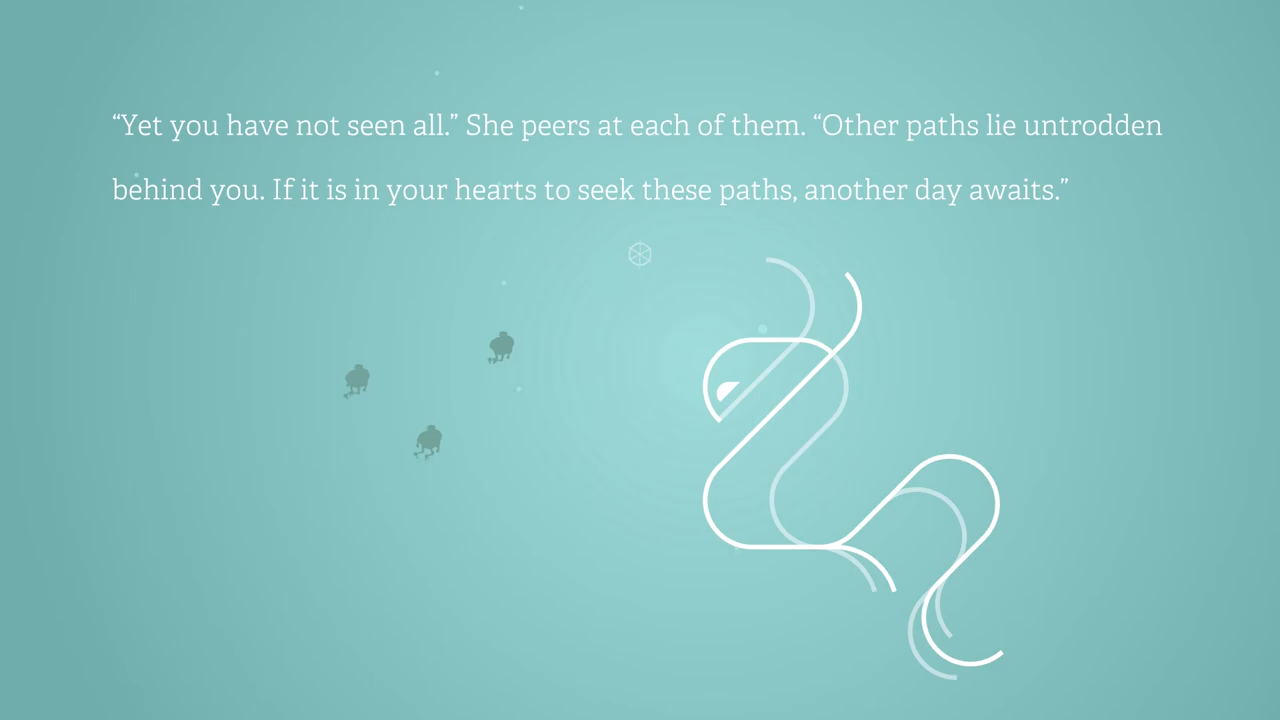 “Yet you have not seen all.” She peers at each of them. “Other paths lie untrodden
behind you. If it is in your hearts to seek these paths, another day awaits.”